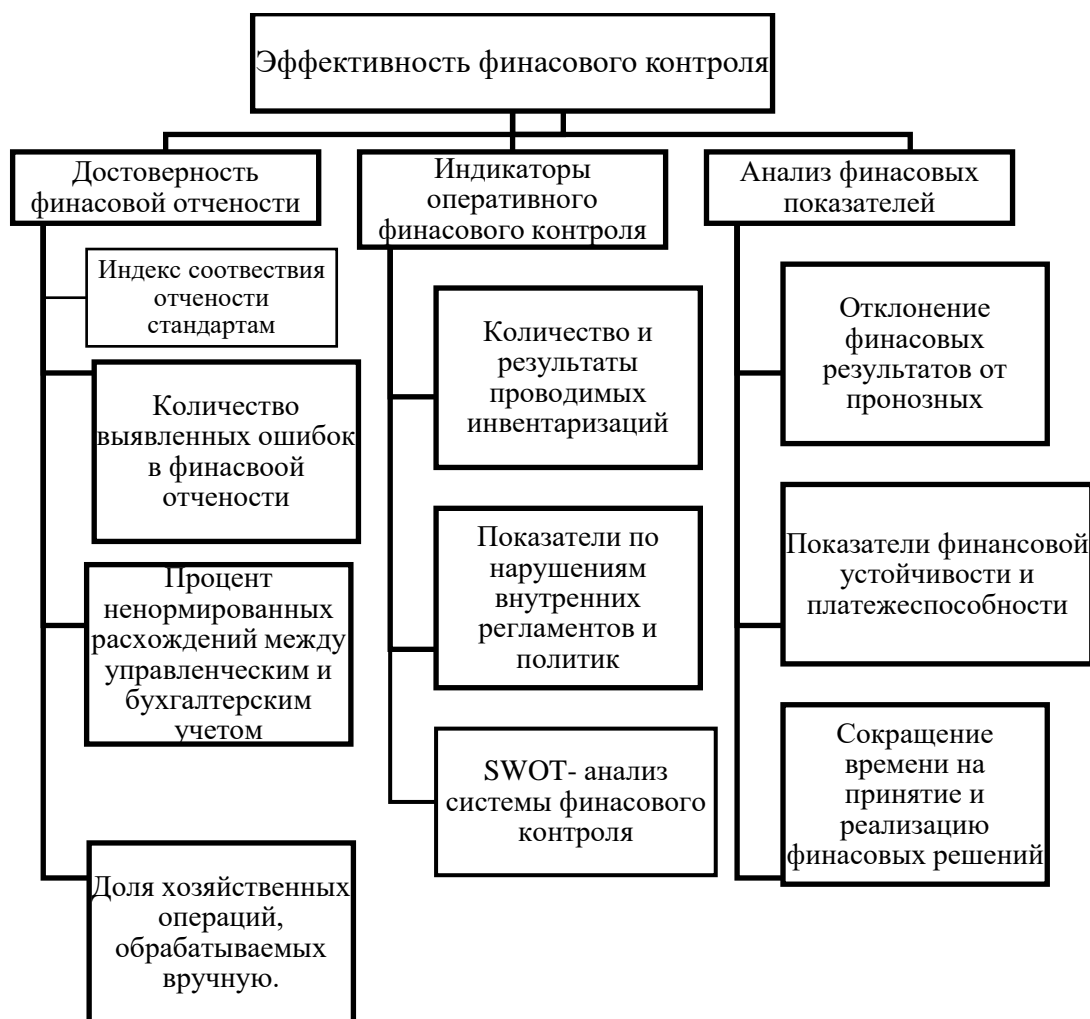 Эффективность финасового контроля
Достоверность
финасовой отчености
Индекс соотвествия
отчености
стандартам
Количество
выявленных ошибок
в финасвоой
отчености
Процент
ненормированных
расхождений между
управленческим и
бухгалтерским
учетом
Доля хозяйственных
операций,
обрабатываемых
вручную.
Индикаторы
оперативного
финасового контроля
Количество и
результаты
проводимых
инвентаризаций
Показатели по
нарушениям
внутренних
регламентов и
политик
SWOT- анализ
системы финасового
контроля
Анализ финасовых
показателей
Отклонение
финасовых
результатов от
пронозных
Показатели финансовой
устойчивости и
платежеспособности
Сокращение
времени на
принятие и
реализацию
финасовых решений